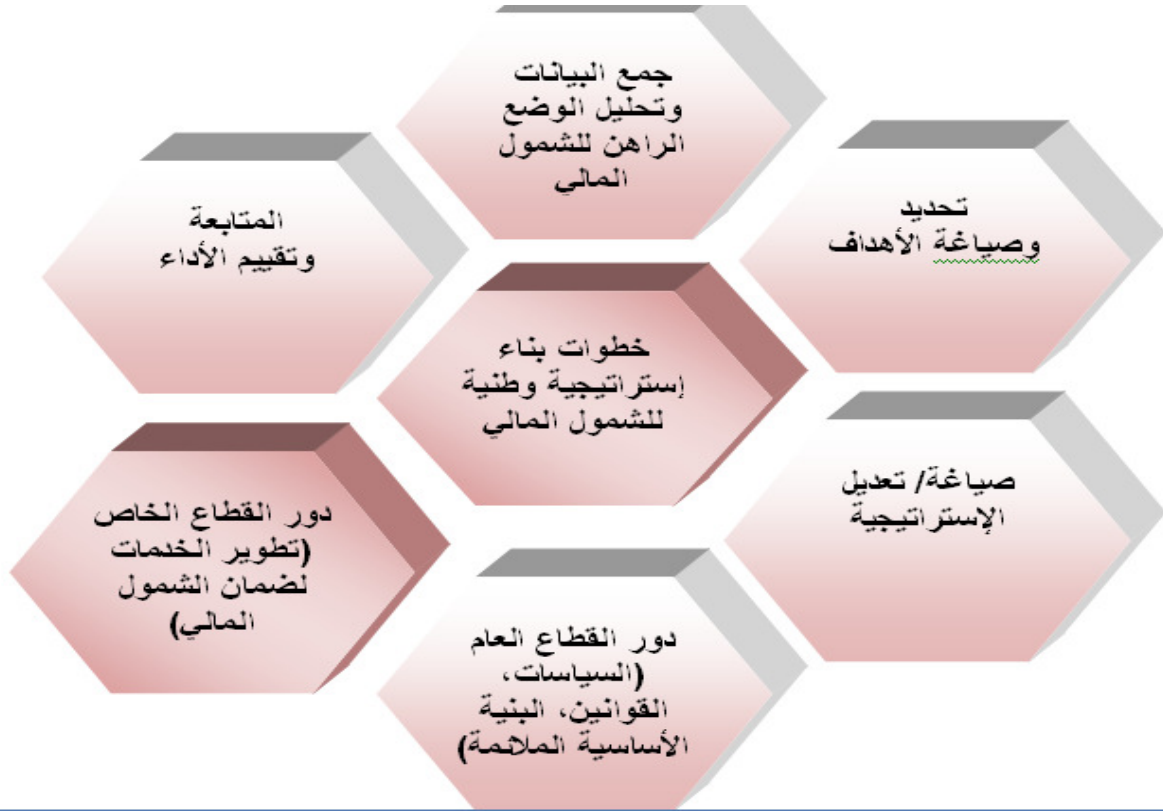 جمع البيانات
وتحليل الوضع
الراهن للشمول
المالي
تحديد
وصياغة الأهداف
صياغة/ تعديل
الإستراتيجية
دور القطاع العام
(السياسات،
القوانين، البنية
الأساسية الملائمة)
دور القطاع الخاص
(تطوير الخدمات
لضمان الشمول
المالي)
المتابعة
وتقييم الأداء
خطوات بناء
إستراتيجية وطنية
للشمول المالي